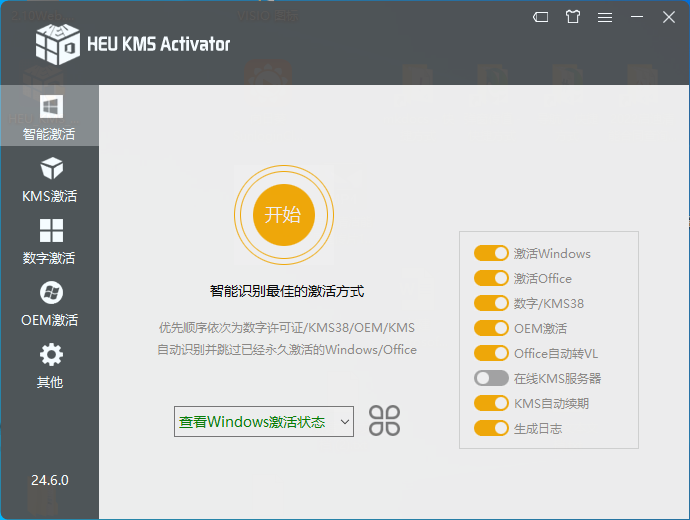 HEU KMS Activator
智能激活
KMS激活
数字激活
OEM激活
其他
24.6.0
开始
智能识别最佳的激活方式
优先顺序依次为数字许可证/KMS38/OEM/KMS
自动识别并跳过已经永久激活的Windows/Office
查看Windows激活状态
激活Windows
激活Office
数字/KMS38
OEM激活
Office自动转VL
在线KMS服务器
KMS自动续期
生成日志